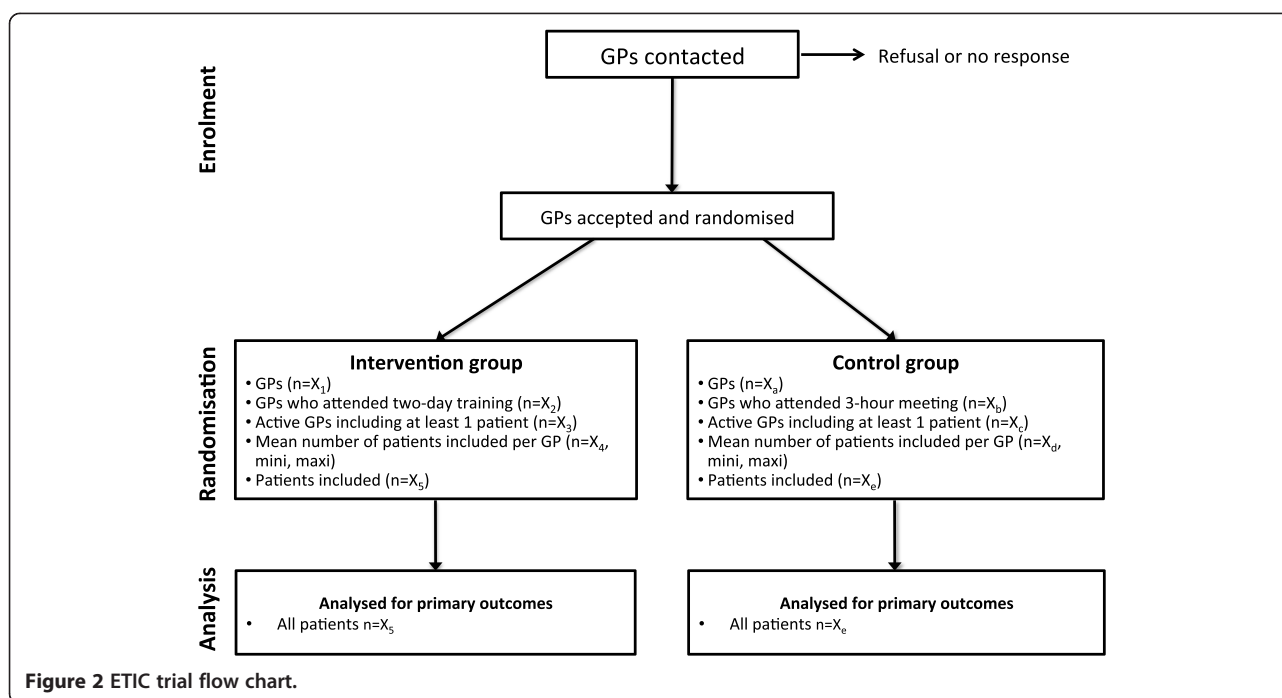 Enrolment
GPs contacted
Refusal or no response
GPs accepted and randomised
Randomisation
Intervention group
• GPs (n=X₁)
• GPs who attended two-day training (n=X₂)
• Active GPs including at least 1 patient (n=X₃)
• Mean number of patients included per GP (n=X₄,
mini, maxi)
• Patients included (n=X₅)
Control group
• GPs (n=Xₐ)
• GPs who attended 3-hour meeting (n=X_b)
• Active GPs including at least 1 patient (n=X_c)
• Mean number of patients included per GP (n=X_d,
mini, maxi)
• Patients included (n=Xₑ)
Analysis
Analysed for primary outcomes
• All patients n=X₅
Analysed for primary outcomes
• All patients n=Xₑ
Figure 2 ETIC trial flow chart.